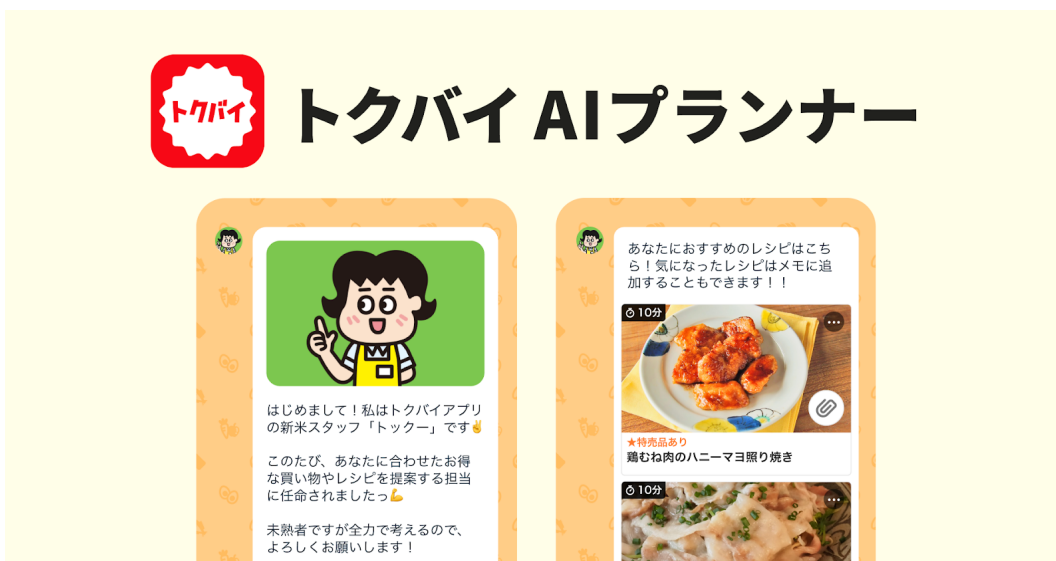 トクバイ
トクバイ AIプランナー
はじめまして！私はトクバイアプリ
の新米スタッフ「トックー」です✌️
このたび、あなたに合わせたお得
な買い物やレシピを提案する担当
に任命されましたっ💪
未熟者ですが全力で考えるので、
よろしくお願いします！
あなたにおすすめのレシピはこち
ら！気になったレシピはメモに追
加することもできます！！
10分
★特売品あり
鶏むね肉のハニーマヨ照り焼き
10分